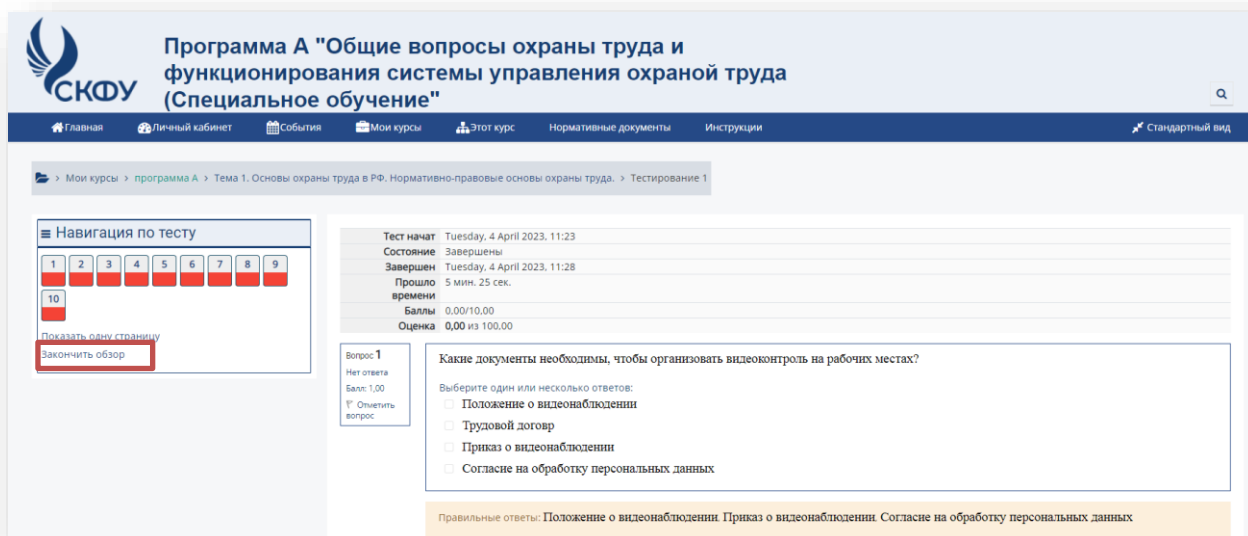 СКФУ
Программа А "Общие вопросы охраны труда и
функционирования системы управления охраной труда
(Специальное обучение"
Главная Личный кабинет События Мои курсы Этот курс Нормативные документы Инструкции Стандартный вид
> Мои курсы > программа А > Тема 1. Основы охраны труда в РФ. Нормативно-правовые основы охраны труда. > Тестирование 1
Навигация по тесту
1 2 3 4 5 6 7 8 9
10
Показать одну страницу
Закончить обзор
Тест начат Tuesday, 4 April 2023, 11:23
Состояние Завершены
Завершен Tuesday, 4 April 2023, 11:28
Прошло 5 мин. 25 сек.
времени
Баллы 0,00/10,00
Оценка 0,00 из 100,00
Вопрос 1
Нет ответа
Балл: 1,00
Отметить
вопрос
Какие документы необходимы, чтобы организовать видеоконтроль на рабочих местах?
Выберите один или несколько ответов:
Положение о видеонаблюдении
Трудовой договр
Приказ о видеонаблюдении
Согласие на обработку персональных данных
Правильные ответы: Положение о видеонаблюдении. Приказ о видеонаблюдении. Согласие на обработку персональных данных